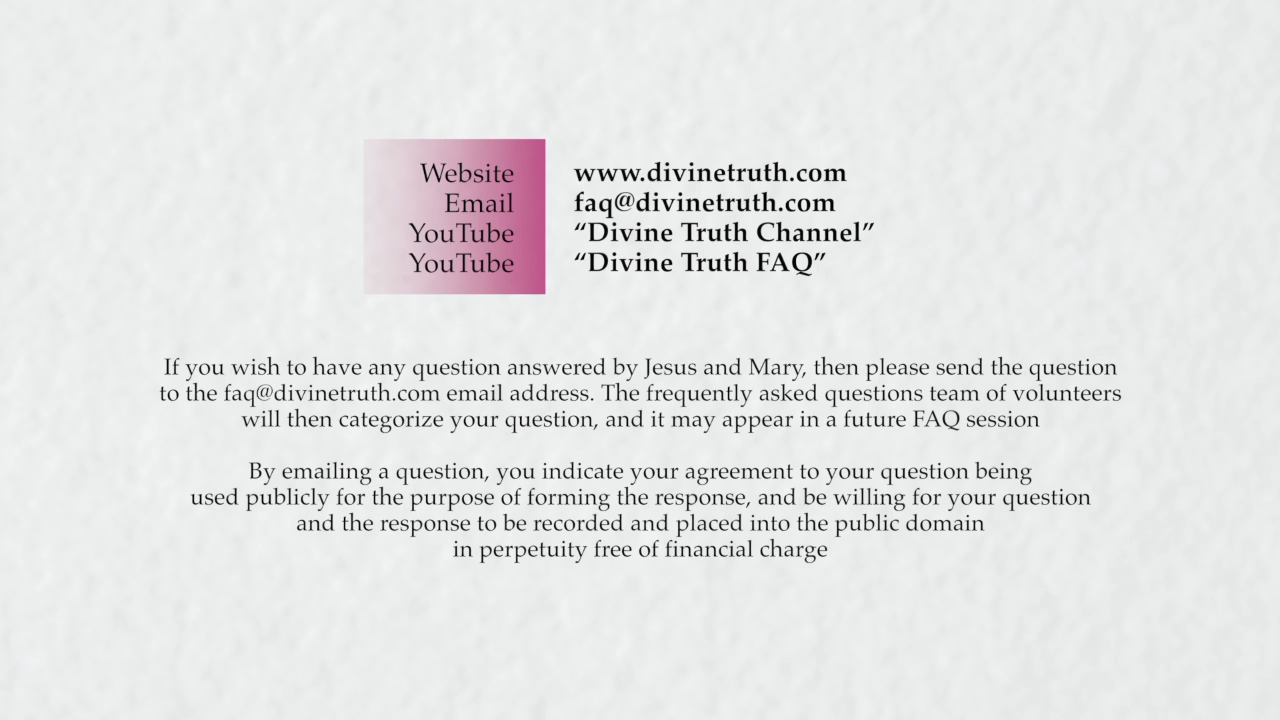 Website www.divinetruth.com
Email faq@divinetruth.com
YouTube “Divine Truth Channel”
YouTube “Divine Truth FAQ”
If you wish to have any question answered by Jesus and Mary, then please send the question
to the faq@divinetruth.com email address. The frequently asked questions team of volunteers
will then categorize your question, and it may appear in a future FAQ session
By emailing a question, you indicate your agreement to your question being
used publicly for the purpose of forming the response, and be willing for your question
and the response to be recorded and placed into the public domain
in perpetuity free of financial charge